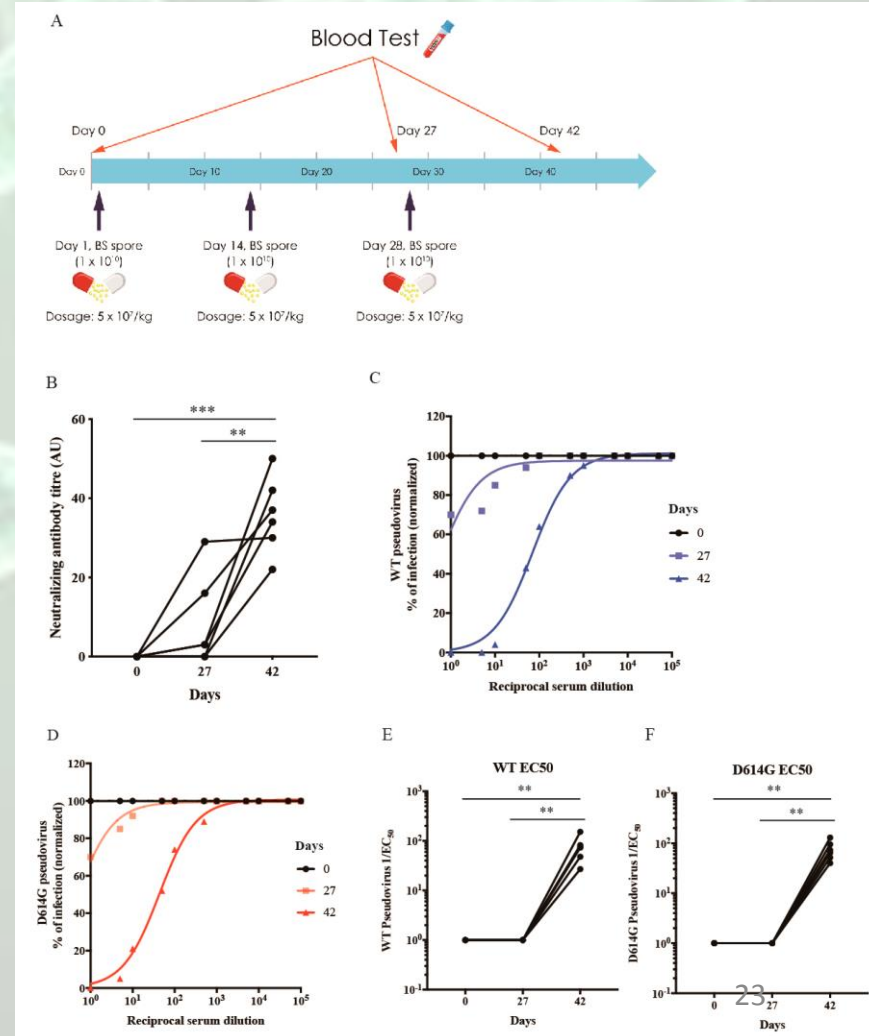 A
Blood Test
Day 0
Day 27
Day 42
Day 0
Day 10
Day 20
Day 30
Day 40
Day 1, BS spore
(1 x 10¹⁰)
Dosage: 5 x 10⁷/kg
Day 14, BS spore
(1 x 10¹⁰)
Dosage: 5 x 10⁷/kg
Day 28, BS spore
(1 x 10¹⁰)
Dosage: 5 x 10⁷/kg
B
Neutralizing antibody titre (AU)
60
40
20
0
***
**
0 27 42
Days
C
WT pseudovirus
% of infection (normalized)
120
100
80
60
40
20
0
10⁰ 10¹ 10² 10³ 10⁴ 10⁵
Reciprocal serum dilution
Days
0
27
42
D
D614G pseudovirus
% of infection (normalized)
120
100
80
60
40
20
0
10⁰ 10¹ 10² 10³ 10⁴ 10⁵
Reciprocal serum dilution
Days
0
27
42
E
WT EC50
WT Pseudovirus 1/EC₅₀
10³
10²
10¹
10⁰
10⁻¹
**
**
0 27 42
Days
F
D614G EC50
D614G Pseudovirus 1/EC₅₀
10³
10²
10¹
10⁰
10⁻¹
**
**
0 27 42
Days
23